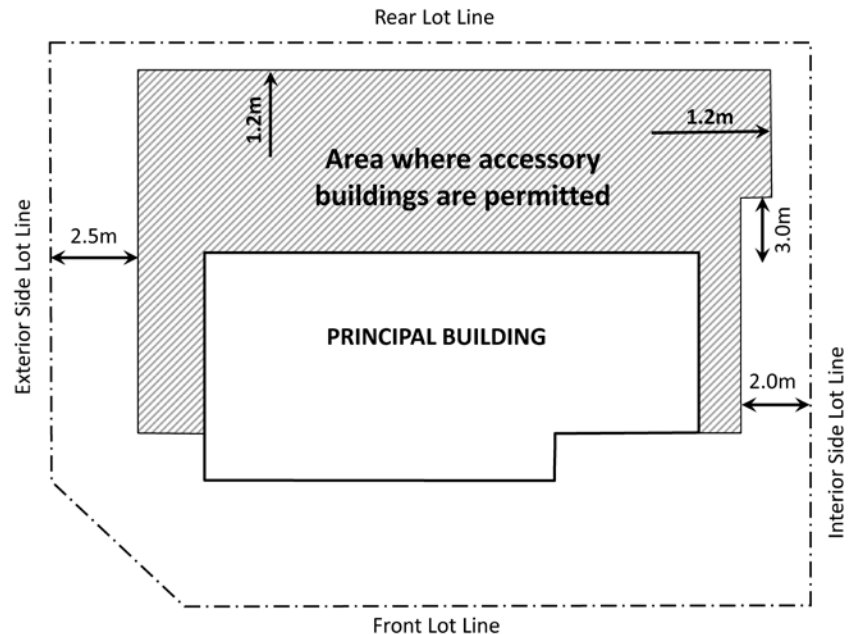 Rear Lot Line
1.2m
1.2m
Area where accessory
buildings are permitted
2.5m
3.0m
Exterior Side Lot Line
PRINCIPAL BUILDING
2.0m
Interior Side Lot Line
Front Lot Line